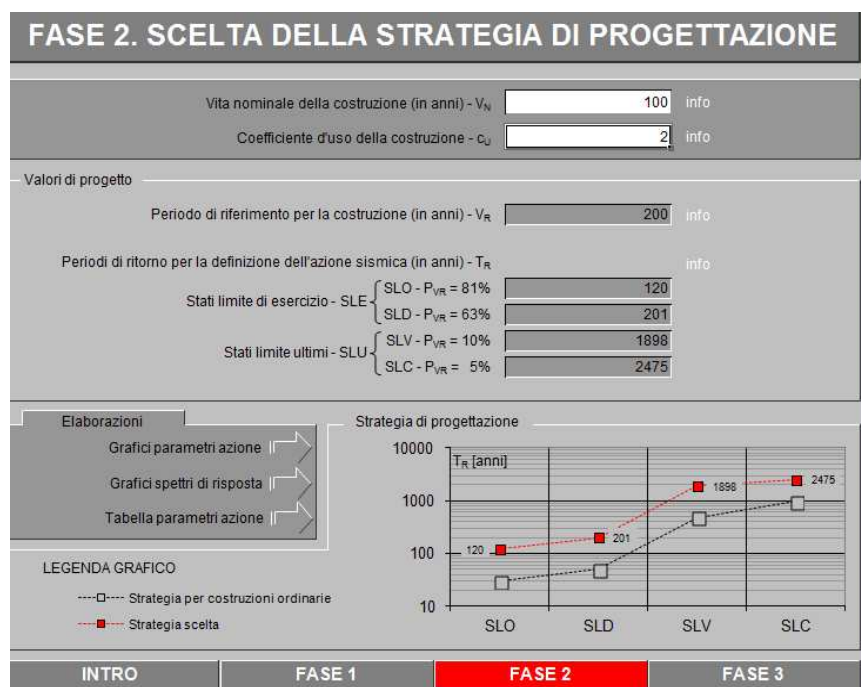 FASE 2. SCELTA DELLA STRATEGIA DI PROGETTAZIONE
Vita nominale della costruzione (in anni) - VN 100 info
Coefficiente d'uso della costruzione - cU 2 info
Valori di progetto
Periodo di riferimento per la costruzione (in anni) - VR 200 info
Periodi di ritorno per la definizione dell'azione sismica (in anni) - TR info
Stati limite di esercizio - SLE
SLO - PVR = 81% 120
SLD - PVR = 63% 201
Stati limite ultimi - SLU
SLV - PVR = 10% 1898
SLC - PVR = 5% 2475
Elaborazioni
Grafici parametri azione
Grafici spettri di risposta
Tabella parametri azione
LEGENDA GRAFICO
Strategia per costruzioni ordinarie
Strategia scelta
Strategia di progettazione
TR [anni]
10000
1000
100
10
120
201
1898
2475
SLO SLD SLV SLC
INTRO FASE 1 FASE 2 FASE 3